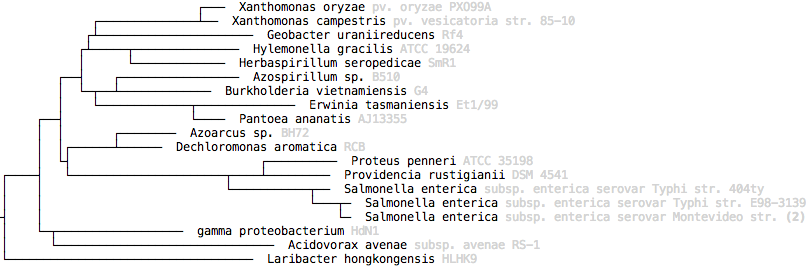 Xanthomonas oryzae pv. oryzae PXO99A
Xanthomonas campestris pv. vesicatoria str. 85-10
Geobacter uraniireducens Rf4
Hylemonella gracilis ATCC 19624
Herbaspirillum seropedicae SmR1
Azospirillum sp. B510
Burkholderia vietnamiensis G4
Erwinia tasmaniensis Et1/99
Pantoea ananatis AJ13355
Azoarcus sp. BH72
Dechloromonas aromatica RCB
Proteus penneri ATCC 35198
Providencia rustigianii DSM 4541
Salmonella enterica subsp. enterica serovar Typhi str. 404ty
Salmonella enterica subsp. enterica serovar Typhi str. E98-3139
Salmonella enterica subsp. enterica serovar Montevideo str. (2)
gamma proteobacterium HdN1
Acidovorax avenae subsp. avenae RS-1
Laribacter hongkongensis HLHK9